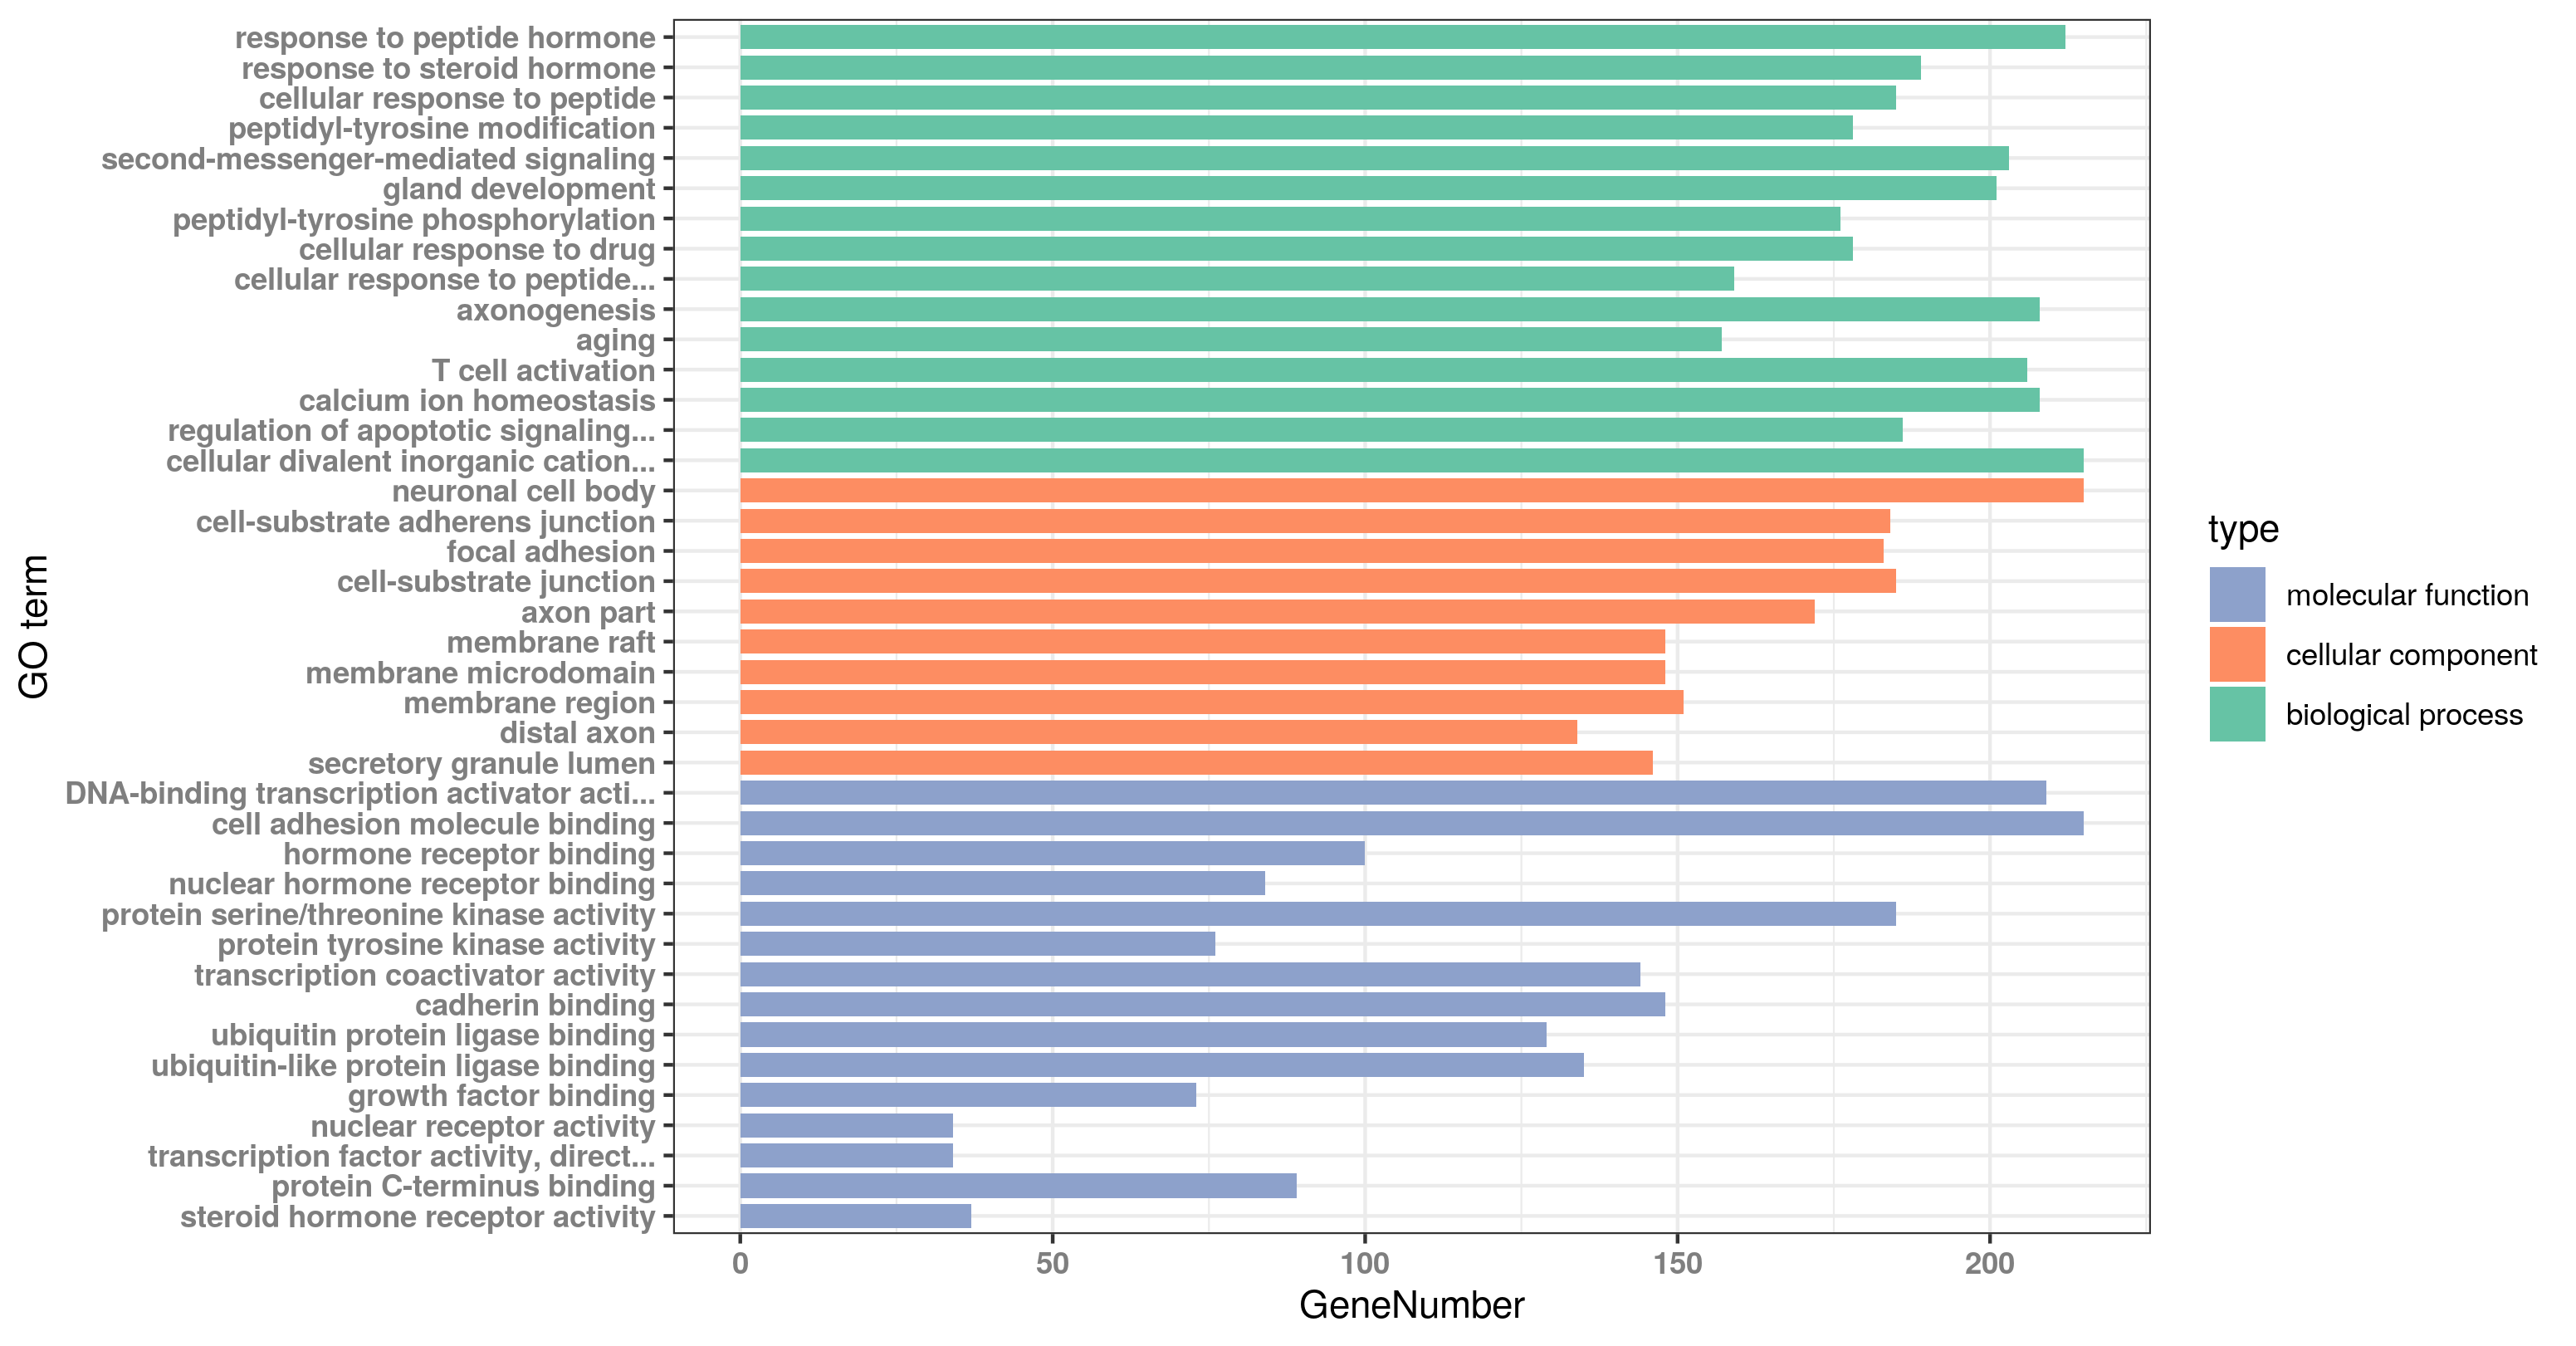 response to peptide hormone
response to steroid hormone
cellular response to peptide
peptidyl-tyrosine modification
second-messenger-mediated signaling
gland development
peptidyl-tyrosine phosphorylation
cellular response to drug
cellular response to peptide...
axonogenesis
aging
T cell activation
calcium ion homeostasis
regulation of apoptotic signaling...
cellular divalent inorganic cation...
neuronal cell body
cell-substrate adherens junction
focal adhesion
cell-substrate junction
axon part
membrane raft
membrane microdomain
membrane region
distal axon
secretory granule lumen
DNA-binding transcription activator acti...
cell adhesion molecule binding
hormone receptor binding
nuclear hormone receptor binding
protein serine/threonine kinase activity
protein tyrosine kinase activity
transcription coactivator activity
cadherin binding
ubiquitin protein ligase binding
ubiquitin-like protein ligase binding
growth factor binding
nuclear receptor activity
transcription factor activity, direct...
protein C-terminus binding
steroid hormone receptor activity
GO term
0 50 100 150 200
GeneNumber
type
molecular function
cellular component
biological process